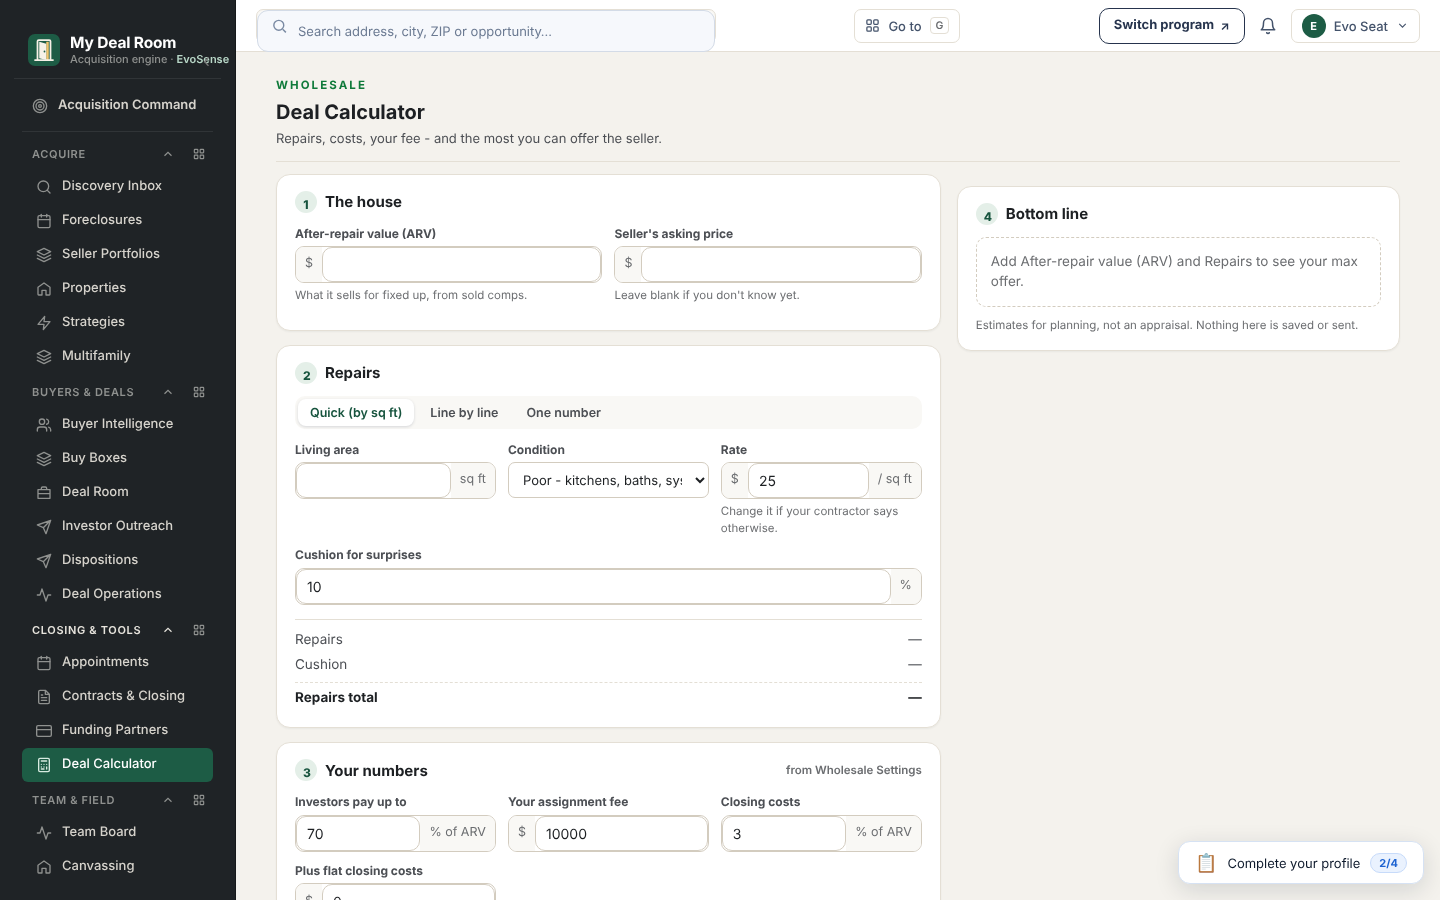 My Deal Room
Acquisition engine · EvoSense
Acquisition Command
ACQUIRE
Discovery Inbox
Foreclosures
Seller Portfolios
Properties
Strategies
Multifamily
BUYERS & DEALS
Buyer Intelligence
Buy Boxes
Deal Room
Investor Outreach
Dispositions
Deal Operations
CLOSING & TOOLS
Appointments
Contracts & Closing
Funding Partners
Deal Calculator
TEAM & FIELD
Team Board
Canvassing
Search address, city, ZIP or opportunity...
Go to G
Switch program ↗
E Evo Seat
WHOLESALE
Deal Calculator
Repairs, costs, your fee - and the most you can offer the seller.
1 The house
After-repair value (ARV) Seller's asking price
$ $
What it sells for fixed up, from sold comps. Leave blank if you don't know yet.
2 Repairs
Quick (by sq ft) Line by line One number
Living area Condition Rate
sq ft Poor - kitchens, baths, sys $ 25 / sq ft
Change it if your contractor says
otherwise.
Cushion for surprises
10 %
Repairs —
Cushion —
Repairs total —
3 Your numbers from Wholesale Settings
Investors pay up to Your assignment fee Closing costs
70 % of ARV $ 10000 3 % of ARV
Plus flat closing costs
$ 0
4 Bottom line
Add After-repair value (ARV) and Repairs to see your max
offer.
Estimates for planning, not an appraisal. Nothing here is saved or sent.
Complete your profile 2/4